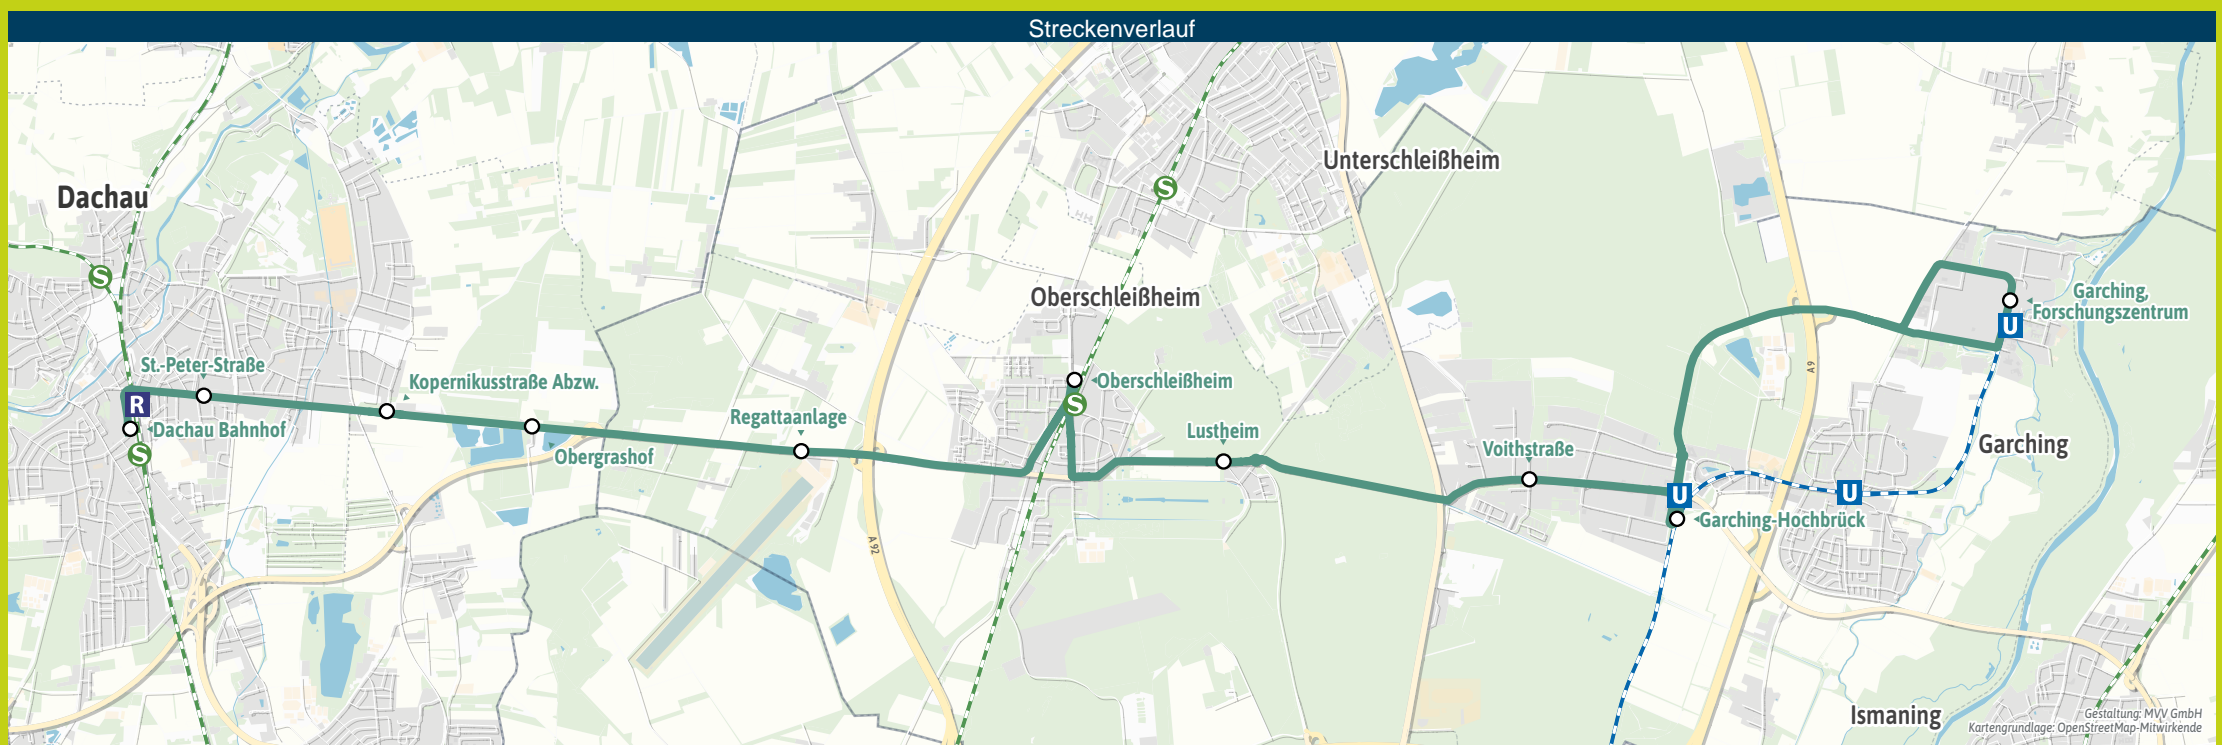 Streckenverlauf
Dachau
Unterschleißheim
Oberschleißheim
S
S
Garching,
Forschungszentrum
U
St.-Peter-Straße
Kopernikusstraße Abzw.
Oberschleißheim
A 9
R
S
Dachau Bahnhof
Regattaanlage
Lustheim
Voithstraße
Garching
S
Obergrashof
U
U
Garching-Hochbrück
A 92
Ismaning
Gestaltung: MVV GmbH
Kartengrundlage: OpenStreetMap-Mitwirkende